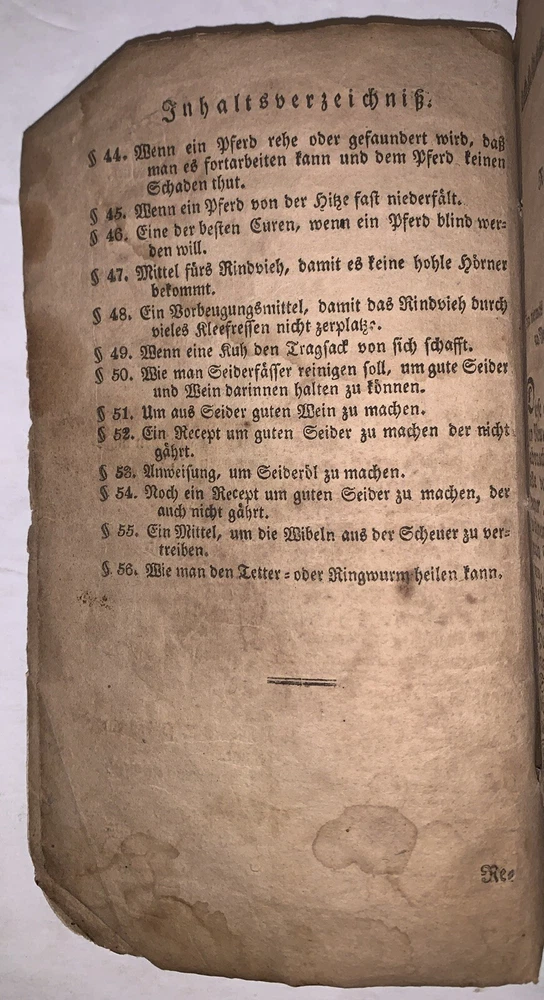 Inhaltsverzeichniß.
§ 44. Wenn ein Pferd rehe oder gefaundert wird, daß
man es fortarbeiten kann und dem Pferd keinen
Schaden thut.
§ 45. Wenn ein Pferd von der Hitze fast niederfält.
§ 46. Eine der besten Curen, wenn ein Pferd blind wer=
den will.
§ 47. Mittel fürs Rindvieh, damit es keine hohle Hörner
bekommt.
§ 48. Ein Vorbeugungsmittel, damit das Rindvieh durch
vieles Kleefressen nicht zerplatze.
§ 49. Wenn eine Kuh den Tragsack von sich schafft.
§ 50. Wie man Seiderfässer reinigen soll, um gute Seider
und Wein darinnen halten zu können.
§ 51. Um aus Seider guten Wein zu machen.
§ 52. Ein Recept um guten Seider zu machen der nicht
gährt.
§ 53. Anweisung, um Seideröl zu machen.
§ 54. Noch ein Recept um guten Seider zu machen, der
auch nicht gährt.
§ 55. Ein Mittel, um die Wibeln aus der Scheuer zu ver=
treiben.
§ 56. Wie man den Tetter= oder Ringwurm heilen kann.
Re=